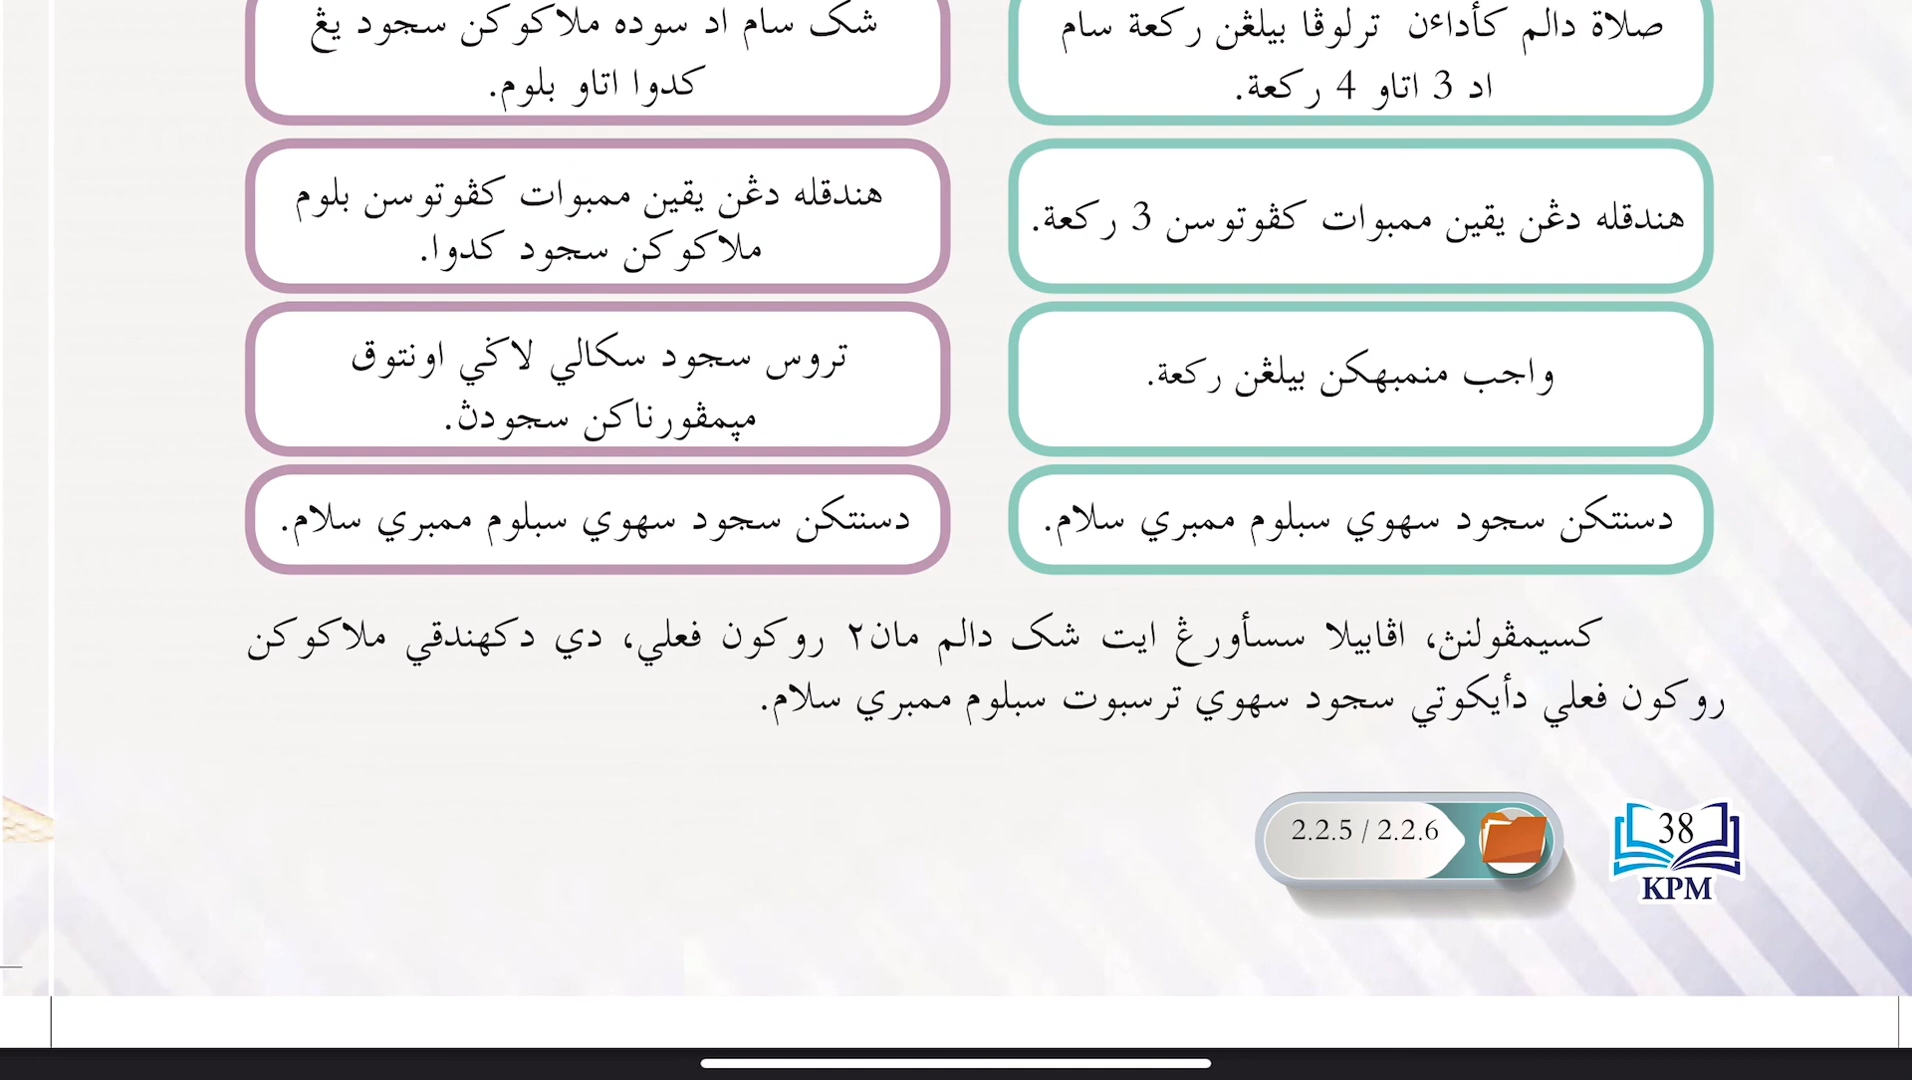 صلاة دالم کأداءن ترلوڤا بيلڠن رکعة سام
اد 3 اتاو 4 رکعة.
هندقله دڠن يقين ممبوات کڤوتوسن 3 رکعة.
واجب منمبهکن بيلڠن رکعة.
دسنتکن سجود سهوي سبلوم ممبري سلام.
شک سام اد سوده ملاکوکن سجود يڠ
کدوا اتاو بلوم.
هندقله دڠن يقين ممبوات کڤوتوسن بلوم
ملاکوکن سجود کدوا.
تروس سجود سکالي لاݢي اونتوق
مڽمڤورناکن سجودڽ.
دسنتکن سجود سهوي سبلوم ممبري سلام.
کسيمڤولنڽ، اڤابيلا سسأورڠ ايت شک دالم مان٢ روکون فعلي، دي دکهندقي ملاکوکن
روکون فعلي دأيکوتي سجود سهوي ترسبوت سبلوم ممبري سلام.
2.2.5 / 2.2.6
38
KPM